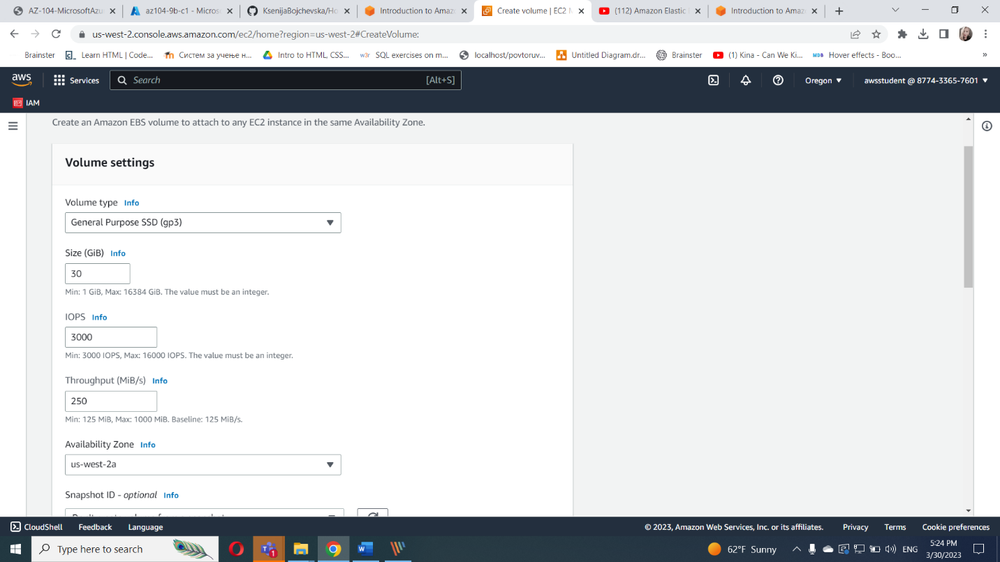 AZ-104-MicrosoftAzu
az104-9b-c1 - Micros
KsenijaBojchevska/Ho
Introduction to Amaz
Create volume | EC2 M
(112) Amazon Elastic
Introduction to Amaz
us-west-2.console.aws.amazon.com/ec2/home?region=us-west-2#CreateVolume:
Brainster
Learn HTML | Code...
Систем за учење н...
Intro to HTML, CSS...
w3r SQL exercises on m...
localhost/povtoruv...
Untitled Diagram.dr...
Brainster
(1) Kina - Can We Ki...
MDB Hover effects - Boo...
»
aws
Services
Search
[Alt+S]
Oregon
awsstudent @ 8774-3365-7601
IAM
Create an Amazon EBS volume to attach to any EC2 instance in the same Availability Zone.
Volume settings
Volume type Info
General Purpose SSD (gp3)
Size (GiB) Info
30
Min: 1 GiB, Max: 16384 GiB. The value must be an integer.
IOPS Info
3000
Min: 3000 IOPS, Max: 16000 IOPS. The value must be an integer.
Throughput (MiB/s) Info
250
Min: 125 MiB, Max: 1000 MiB. Baseline: 125 MiB/s.
Availability Zone Info
us-west-2a
Snapshot ID - optional Info
CloudShell
Feedback
Language
© 2023, Amazon Web Services, Inc. or its affiliates.
Privacy
Terms
Cookie preferences
Type here to search
1
62°F Sunny
ENG
5:24 PM
3/30/2023